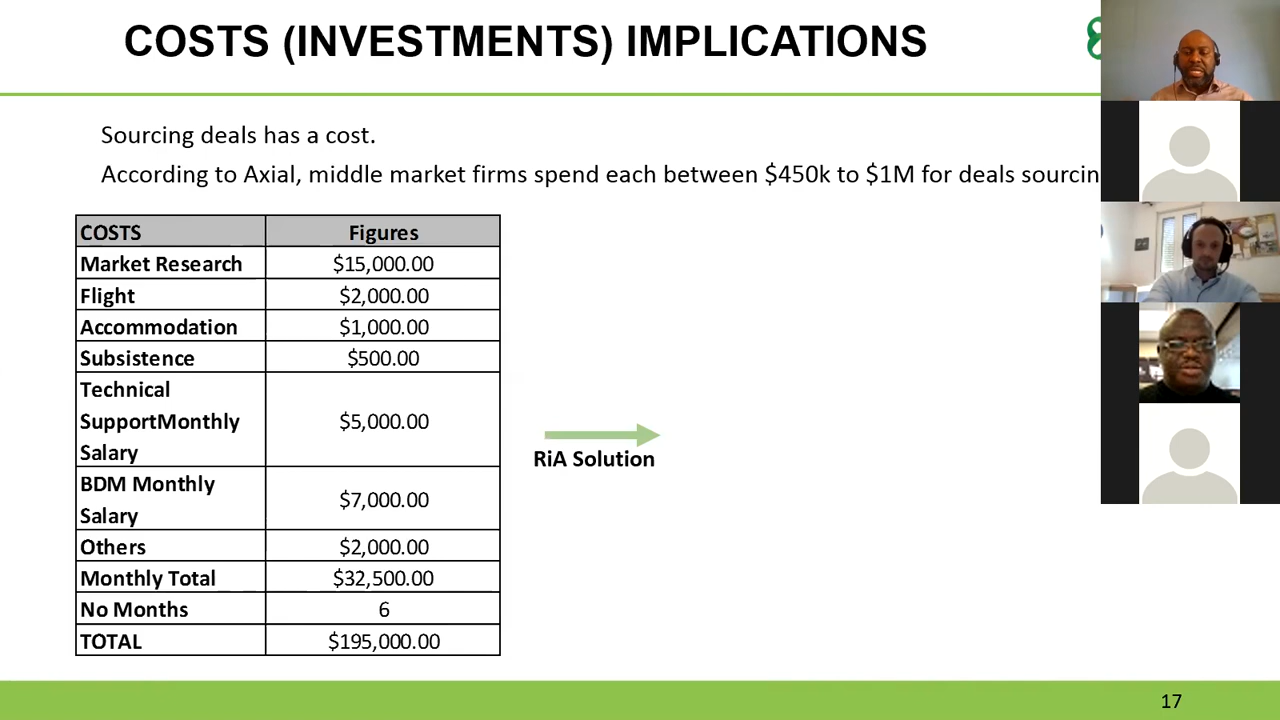 COSTS (INVESTMENTS) IMPLICATIONS
Sourcing deals has a cost.
According to Axial, middle market firms spend each between $450k to $1M for deals sourcin
COSTS Figures
Market Research $15,000.00
Flight $2,000.00
Accommodation $1,000.00
Subsistence $500.00
Technical
SupportMonthly $5,000.00
Salary
BDM Monthly
Salary $7,000.00
Others $2,000.00
Monthly Total $32,500.00
No Months 6
TOTAL $195,000.00
RiA Solution
17